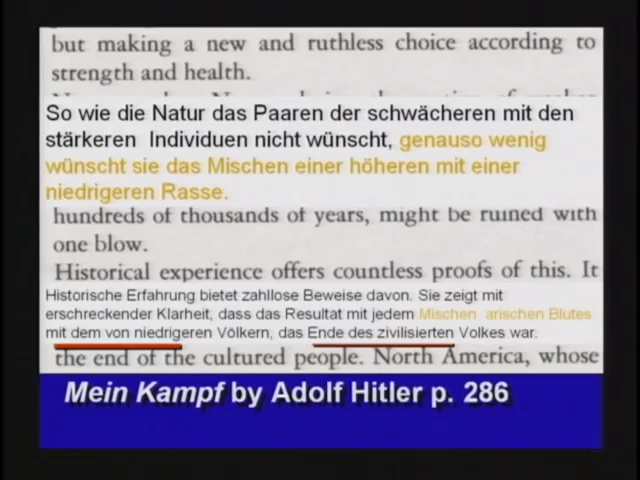 but making a new and ruthless choice according to
strength and health.
So wie die Natur das Paaren der schwächeren mit den
stärkeren Individuen nicht wünscht, genauso wenig
wünscht sie das Mischen einer höheren mit einer
niedrigeren Rasse.
hundreds of thousands of years, might be ruined with
one blow.
Historical experience offers countless proofs of this. It
Historische Erfahrung bietet zahllose Beweise davon. Sie zeigt mit
erschreckender Klarheit, dass das Resultat mit jedem Mischen arischen Blutes
mit dem von niedrigeren Völkern, das Ende des zivilisierten Volkes war.
the end of the cultured people. North America, whose
Mein Kampf by Adolf Hitler p. 286